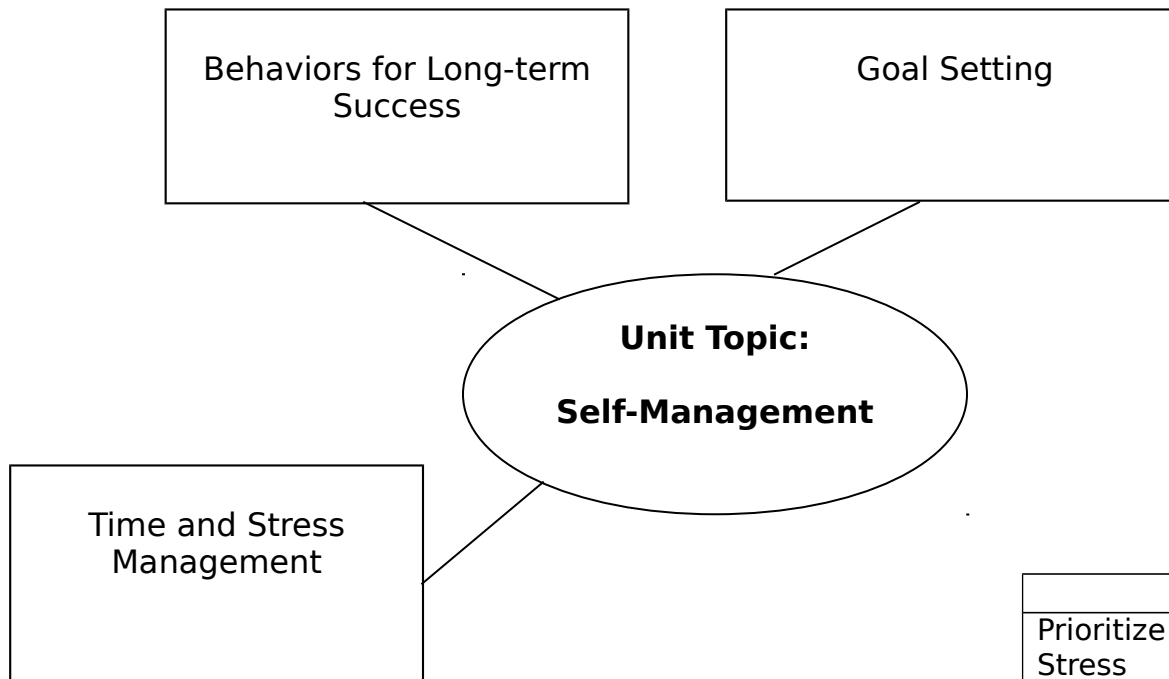 Behaviors for Long-term
Success
Goal Setting
Unit Topic:
Self-Management
Time and Stress
Management
Prioritize
Stress